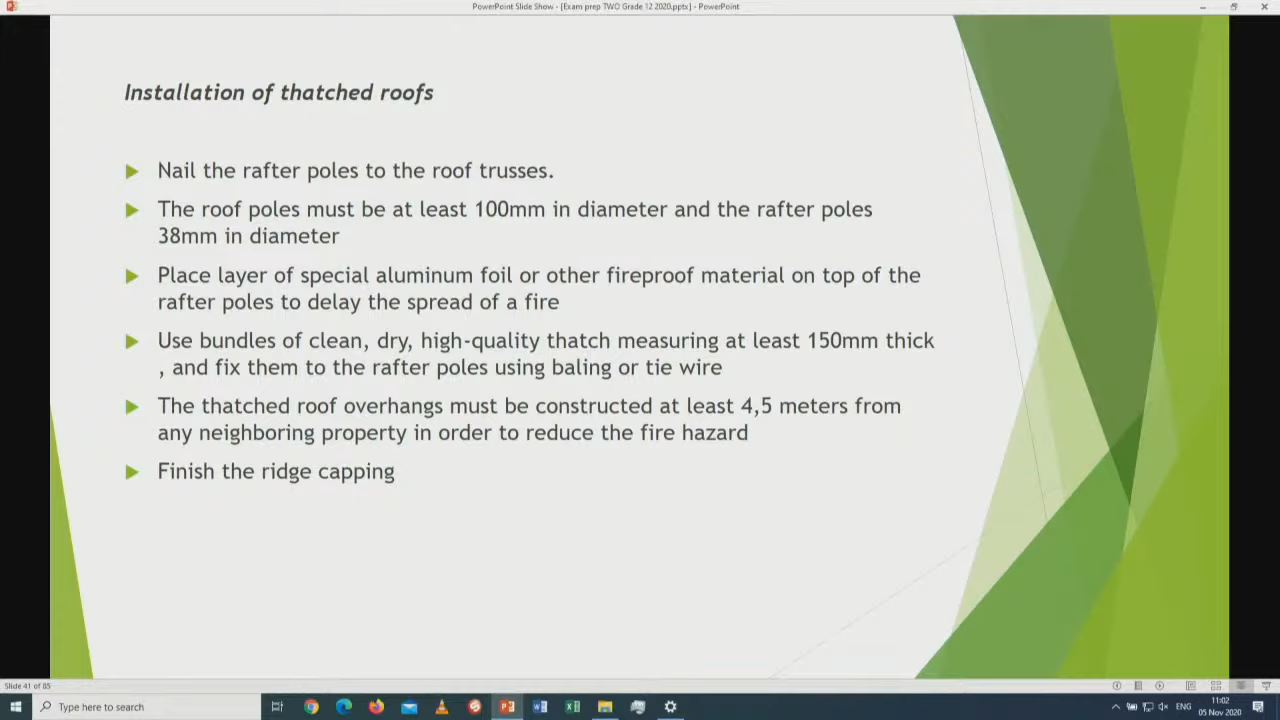 PowerPoint Slide Show - [Exam prep TWO Grade 12 2020.pptx] - PowerPoint
Installation of thatched roofs
Nail the rafter poles to the roof trusses.
The roof poles must be at least 100mm in diameter and the rafter poles
38mm in diameter
Place layer of special aluminum foil or other fireproof material on top of the
rafter poles to delay the spread of a fire
Use bundles of clean, dry, high-quality thatch measuring at least 150mm thick
, and fix them to the rafter poles using baling or tie wire
The thatched roof overhangs must be constructed at least 4,5 meters from
any neighboring property in order to reduce the fire hazard
Finish the ridge capping
Slide 41 of 85
Type here to search
ENG
11:02
05 Nov 2020